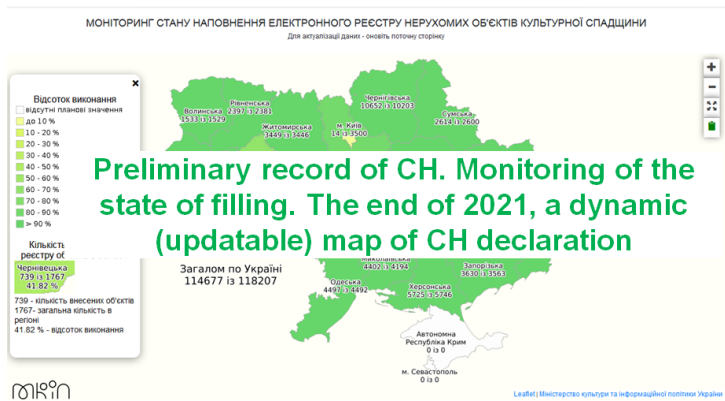 МОНІТОРИНГ СТАНУ НАПОВНЕННЯ ЕЛЕКТРОННОГО РЕЄСТРУ НЕРУХОМИХ ОБ'ЄКТІВ КУЛЬТУРНОЇ СПАДЩИНИ
Для актуалізації даних - оновіть поточну сторінку
Відсоток виконання
відсутні планові значення
до 10 %
10 - 20 %
20 - 30 %
30 - 40 %
40 - 50 %
50 - 60 %
60 - 70 %
70 - 80 %
80 - 90 %
> 90 %
Волинська
1533 із 1529
Рівненська
2397 із 2381
Житомирська
3449 із 3446
м. Київ
14 із 3500
Чернігівська
10652 із 10203
Сумська
2614 із 2600
Preliminary record of CH. Monitoring of the
state of filling. The end of 2021, a dynamic
(updatable) map of CH declaration
Кількість
реєстру об
Чернівецька
739 із 1767
41.82 %
739 - кількість внесених об'єктів
1767- загальна кількість в
регіоні
41.82 % - відсоток виконання
Загалом по Україні
114677 із 118207
Миколаївська
4402 із 4194
Запорізька
3630 із 3563
Одеська
4497 із 4492
Херсонська
5725 із 5746
Автономна
Республіка Крим
0 із 0
м. Севастополь
0 із 0
мкіп
Leaflet | Міністерство культури та інформаційної політики України